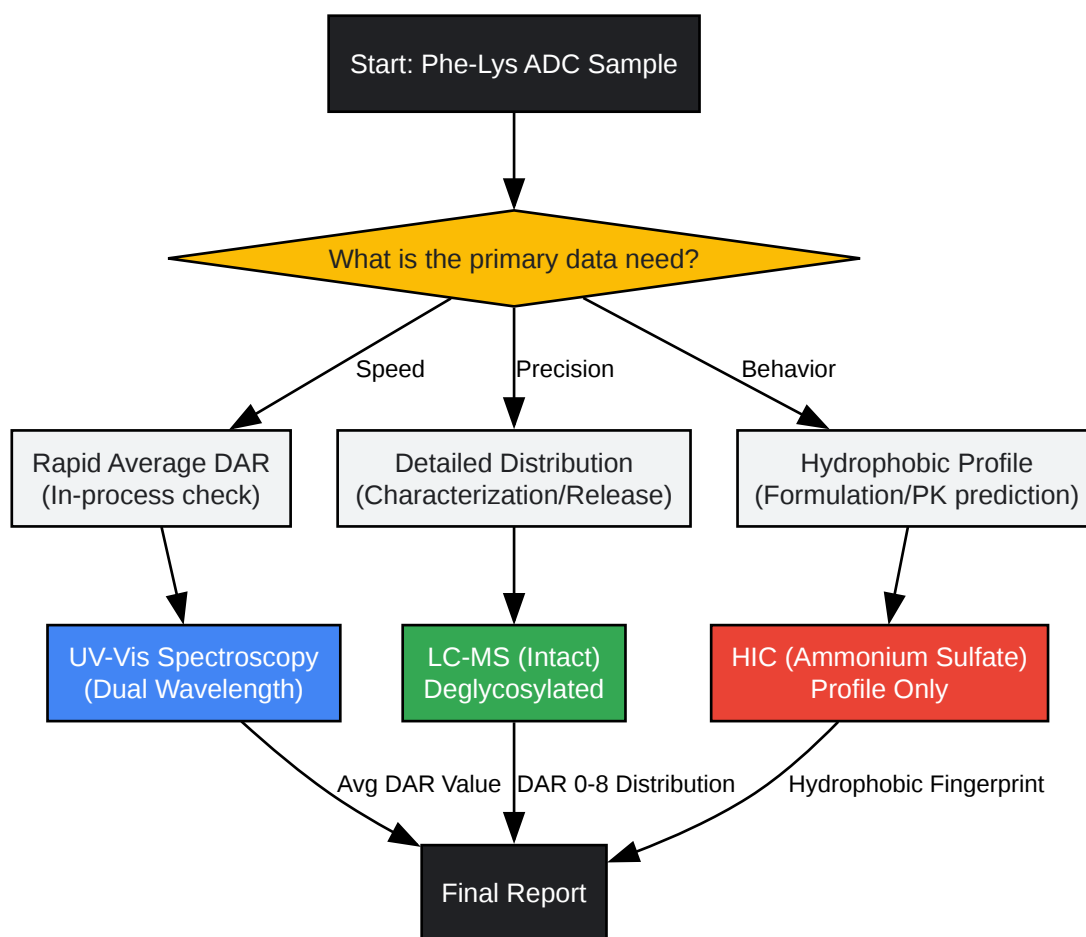 Start: Phe-Lys ADC Sample
What is the primary data need?
Speed
Precision
Behavior
Rapid Average DAR
(In-process check)
Detailed Distribution
(Characterization/Release)
Hydrophobic Profile
(Formulation/PK prediction)
UV-Vis Spectroscopy
(Dual Wavelength)
LC-MS (Intact)
Deglycosylated
HIC (Ammonium Sulfate)
Profile Only
Avg DAR Value
DAR 0-8 Distribution
Hydrophobic Fingerprint
Final Report